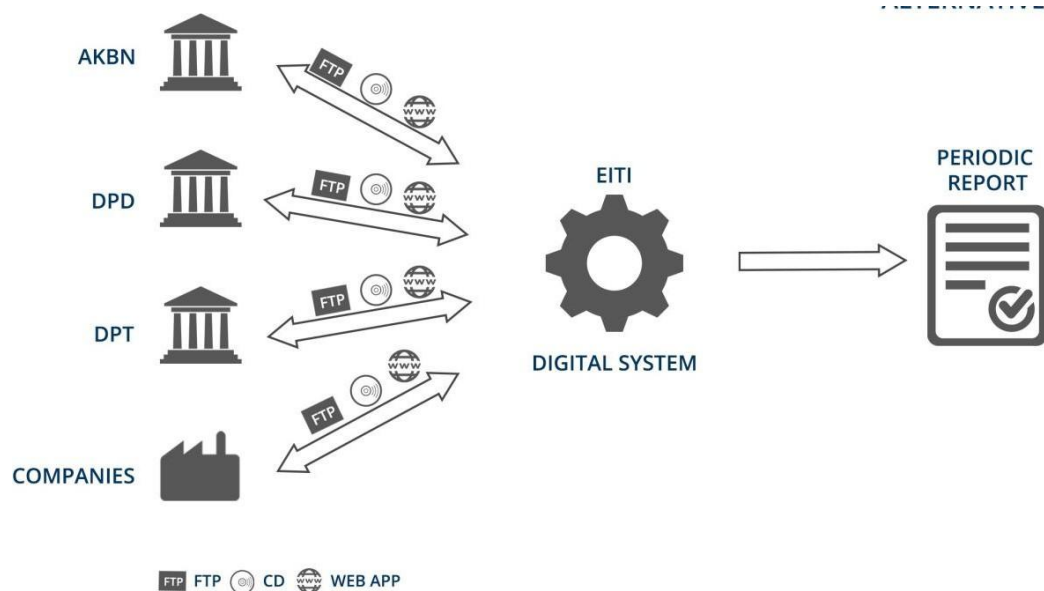 AKBN
FTP
www
DPD
FTP
www
DPT
FTP
www
COMPANIES
FTP
www
EITI
DIGITAL SYSTEM
PERIODIC
REPORT
FTP FTP CD www WEB APP